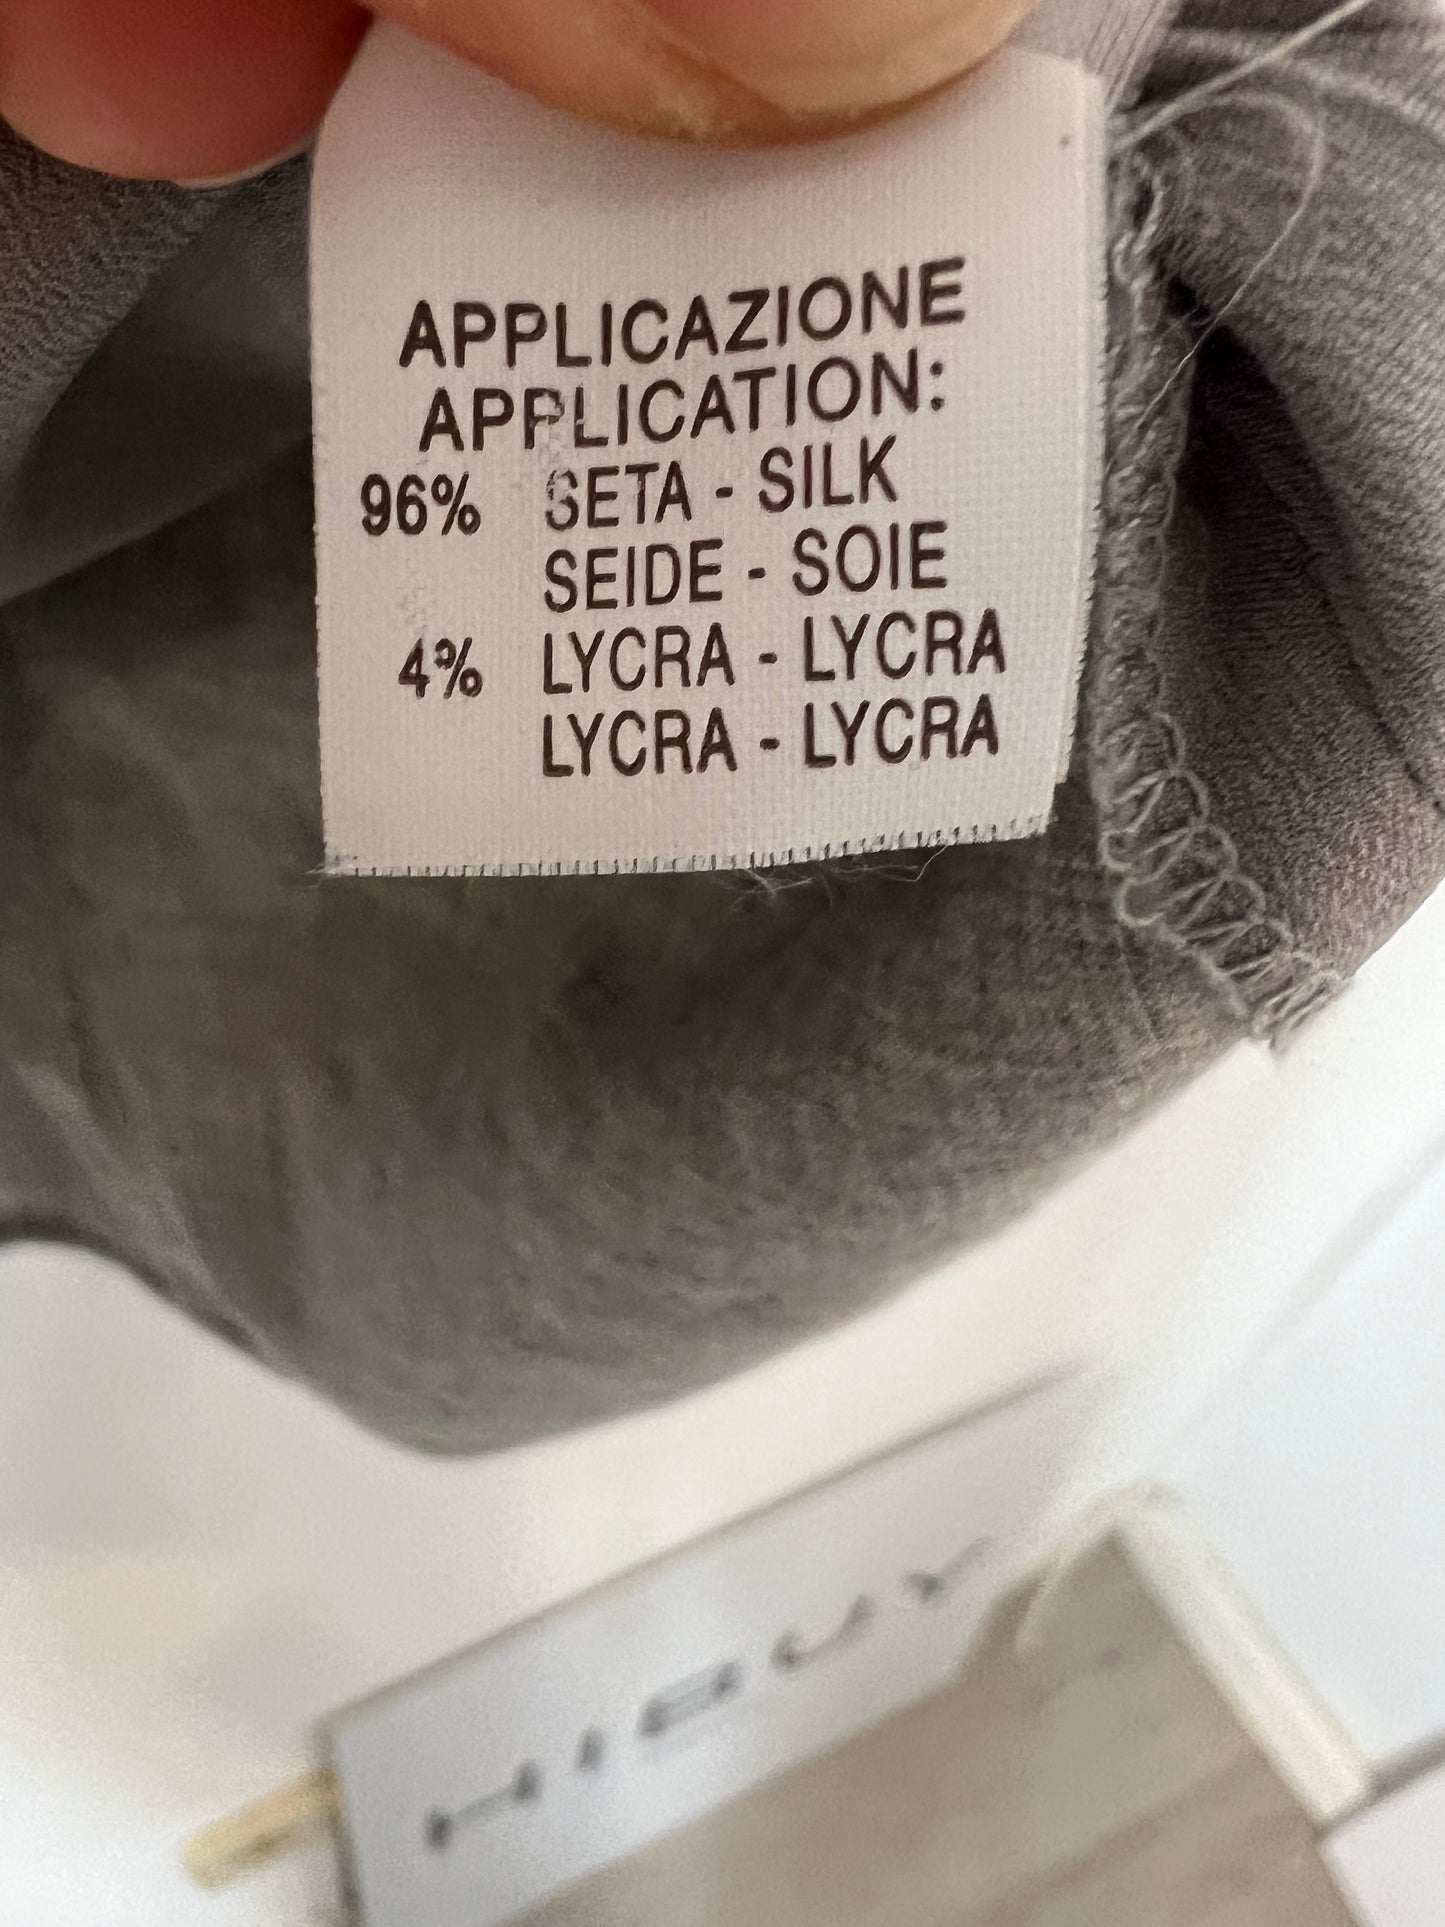 APPLICAZIONE
APPLICATION:
96% SETA - SILK
SEIDE - SOIE
4% LYCRA - LYCRA
LYCRA - LYCRA